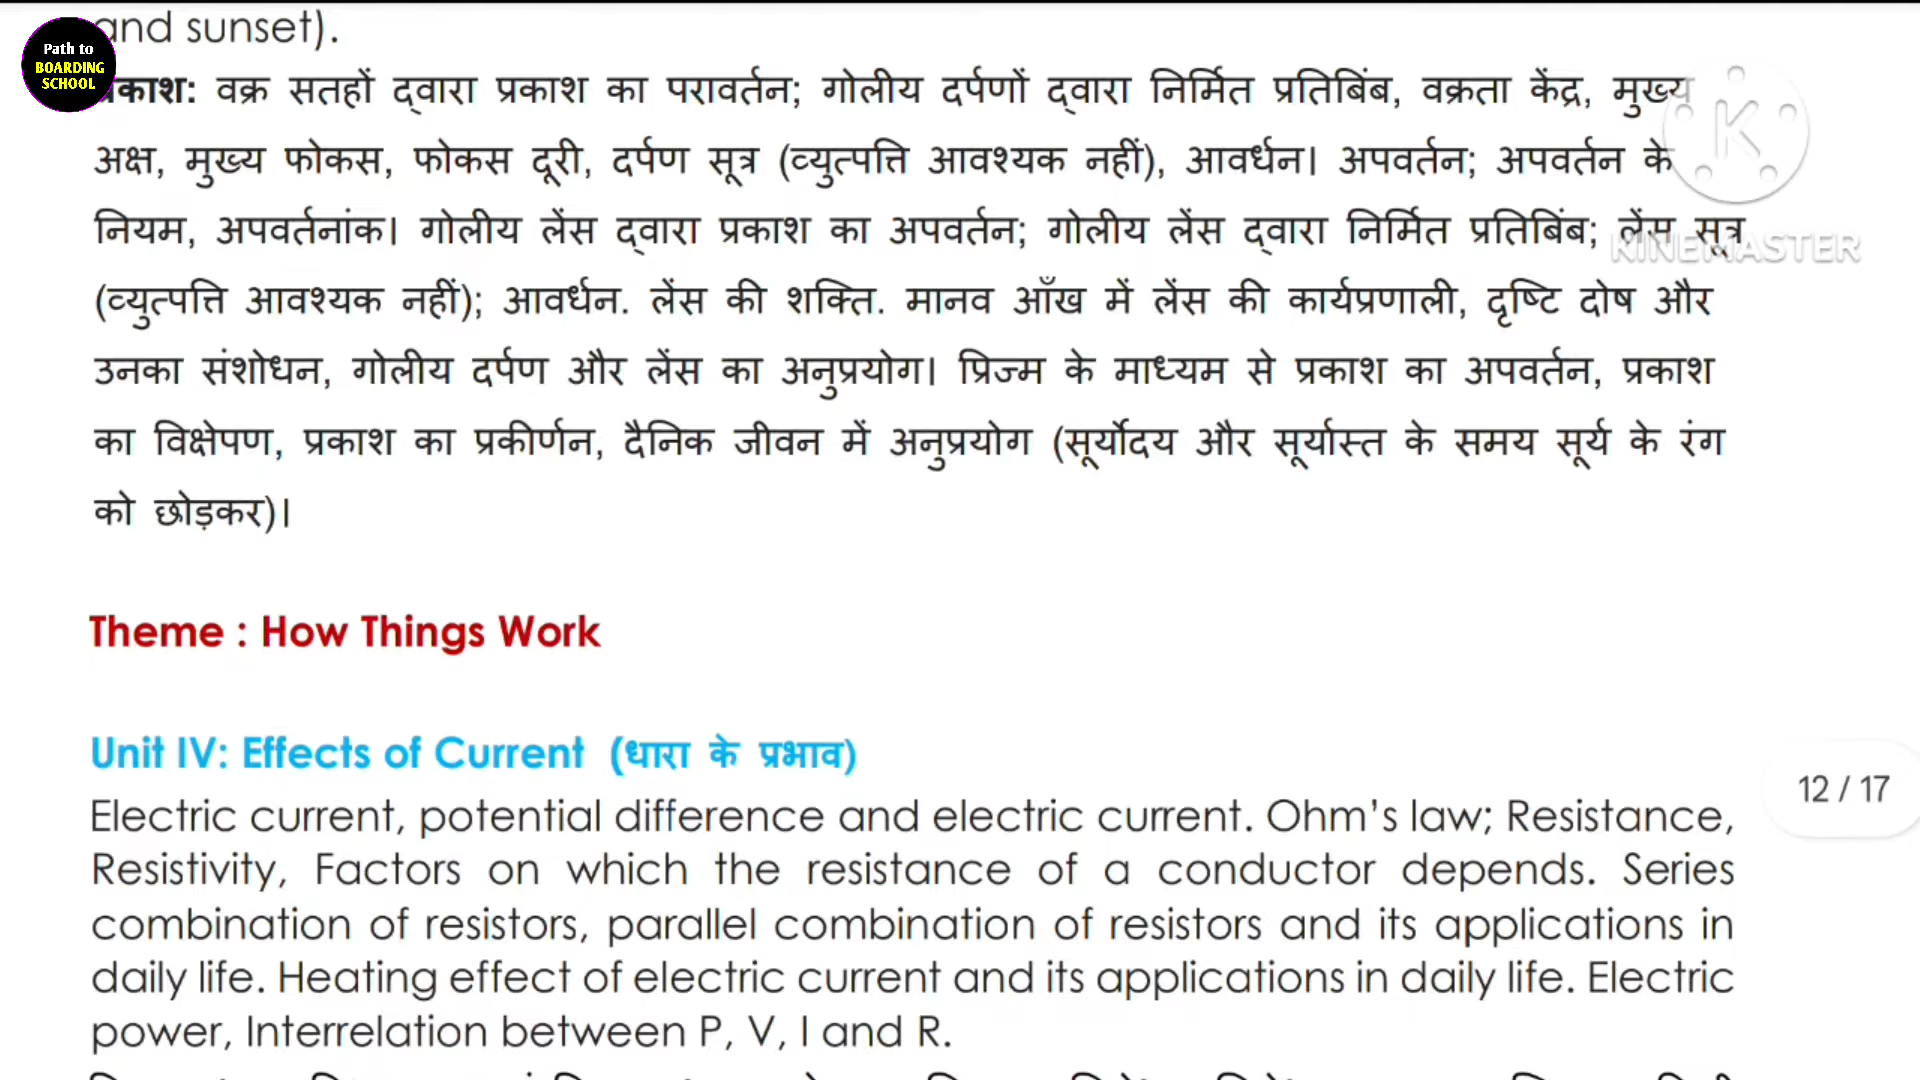 and sunset).
Path to
BOARDING
SCHOOL
प्रकाश: वक्र सतहों द्वारा प्रकाश का परावर्तन; गोलीय दर्पणों द्वारा निर्मित प्रतिबिंब, वक्रता केंद्र, मुख्य
अक्ष, मुख्य फोकस, फोकस दूरी, दर्पण सूत्र (व्युत्पत्ति आवश्यक नहीं), आवर्धन। अपवर्तन; अपवर्तन के
नियम, अपवर्तनांक। गोलीय लेंस द्वारा प्रकाश का अपवर्तन; गोलीय लेंस द्वारा निर्मित प्रतिबिंब; लेंस सूत्र
KINEMASTER
(व्युत्पत्ति आवश्यक नहीं); आवर्धन. लेंस की शक्ति. मानव आँख में लेंस की कार्यप्रणाली, दृष्टि दोष और
उनका संशोधन, गोलीय दर्पण और लेंस का अनुप्रयोग। प्रिज्म के माध्यम से प्रकाश का अपवर्तन, प्रकाश
का विक्षेपण, प्रकाश का प्रकीर्णन, दैनिक जीवन में अनुप्रयोग (सूर्योदय और सूर्यास्त के समय सूर्य के रंग
को छोड़कर)।
Theme : How Things Work
Unit IV: Effects of Current (धारा के प्रभाव)
12 / 17
Electric current, potential difference and electric current. Ohm’s law; Resistance,
Resistivity, Factors on which the resistance of a conductor depends. Series
combination of resistors, parallel combination of resistors and its applications in
daily life. Heating effect of electric current and its applications in daily life. Electric
power, Interrelation between P, V, I and R.